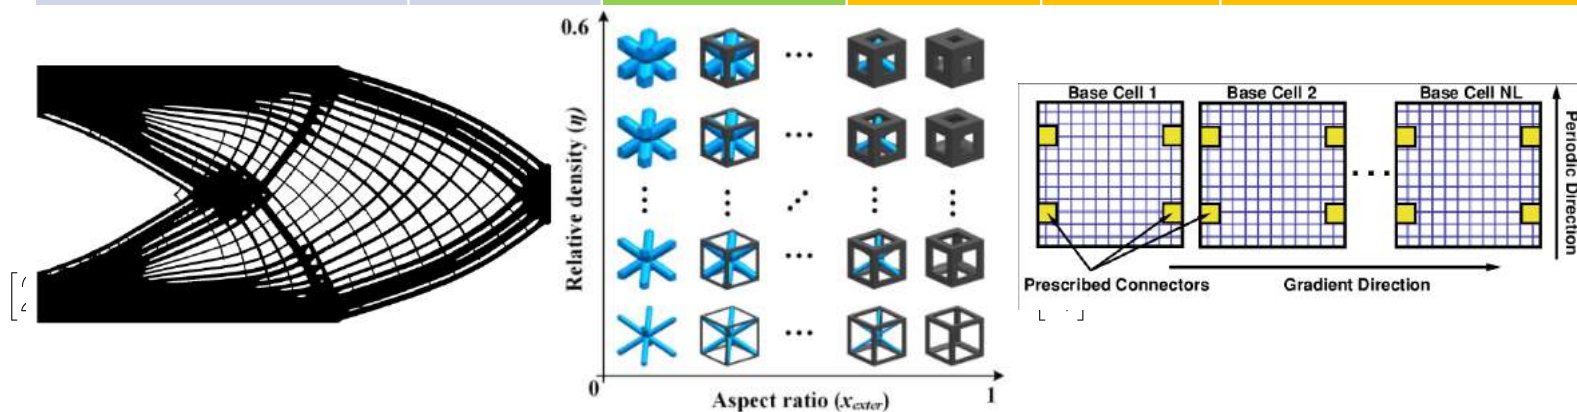 0.6
Relative density (η)
0
Aspect ratio (x_exter)
1
Base Cell 1
Base Cell 2
Base Cell NL
Periodic Direction
Prescribed Connectors
Gradient Direction